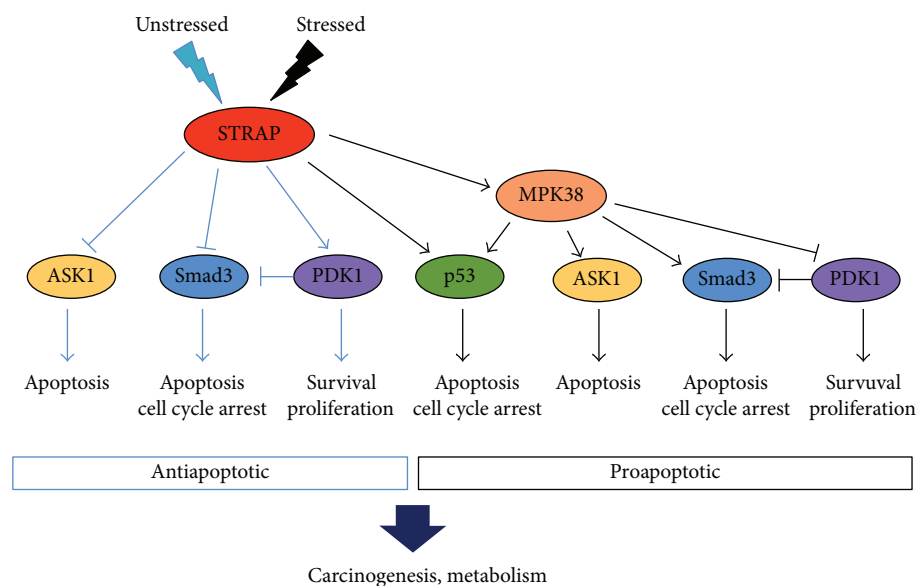 Unstressed
Stressed
STRAP
MPK38
ASK1
Smad3
PDK1
p53
ASK1
Smad3
PDK1
Apoptosis
Apoptosis
cell cycle arrest
Survival
proliferation
Apoptosis
cell cycle arrest
Apoptosis
Apoptosis
cell cycle arrest
Survuval
proliferation
Antiapoptotic
Proapoptotic
Carcinogenesis, metabolism